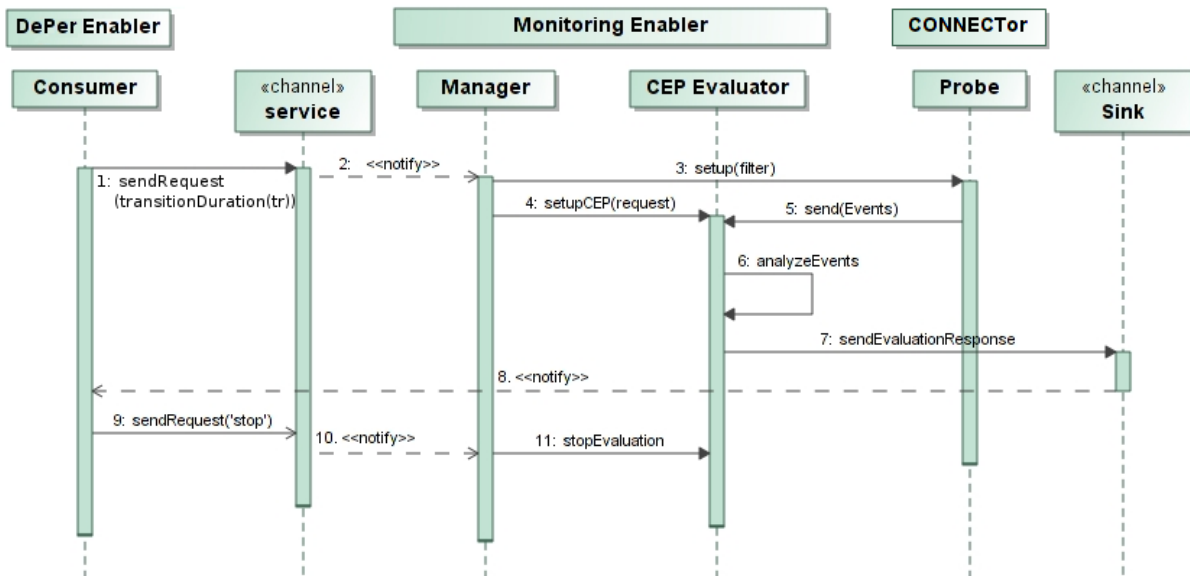 DePer Enabler
Monitoring Enabler
CONNECTor
Consumer
«channel»
service
Manager
CEP Evaluator
Probe
«channel»
Sink
1: sendRequest
(transitionDuration(tr))
2: <<notify>>
3: setup(filter)
4: setupCEP(request)
5: send(Events)
6: analyzeEvents
7: sendEvaluationResponse
8. <<notify>>
9: sendRequest('stop')
10. <<notify>>
11: stopEvaluation